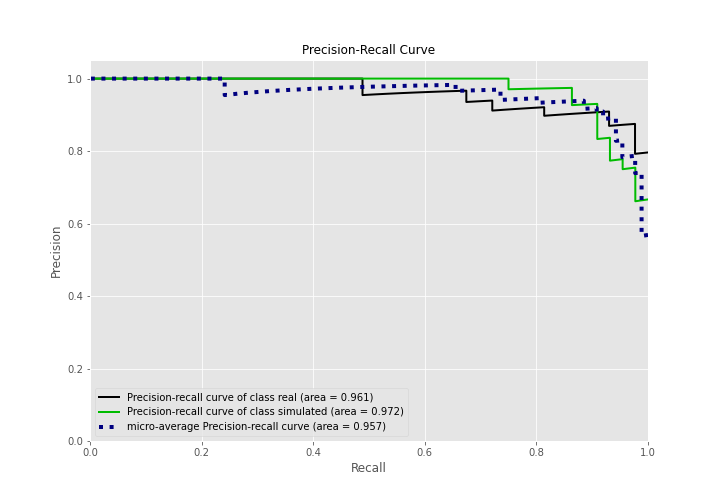 Precision-Recall Curve
Precision
1.0
0.8
0.6
0.4
0.2
0.0
Precision-recall curve of class real (area = 0.961)
Precision-recall curve of class simulated (area = 0.972)
micro-average Precision-recall curve (area = 0.957)
0.0 0.2 0.4 0.6 0.8 1.0
Recall